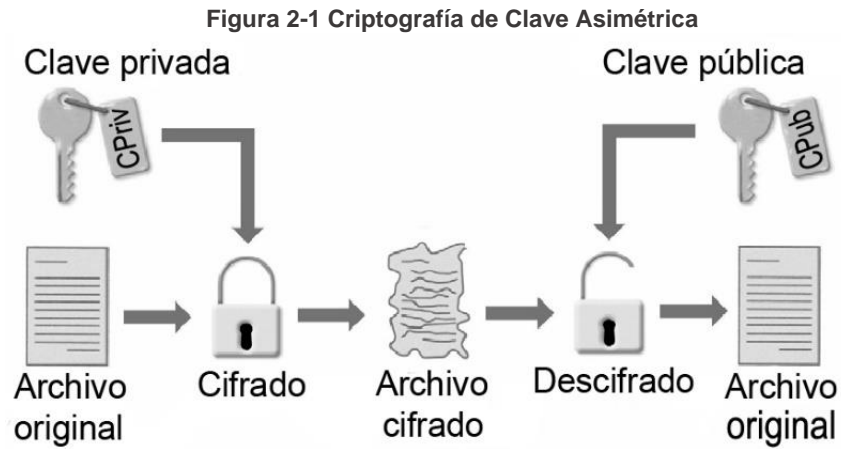 Figura 2-1 Criptografía de Clave Asimétrica
Clave privada
Clave pública
CPriv
CPub
Archivo
original
Cifrado
Archivo
cifrado
Descifrado
Archivo
original